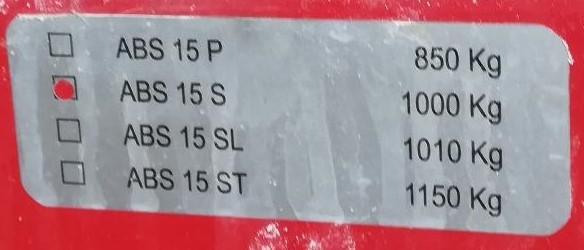 ABS 15 P 850 Kg
ABS 15 S 1000 Kg
ABS 15 SL 1010 Kg
ABS 15 ST 1150 Kg